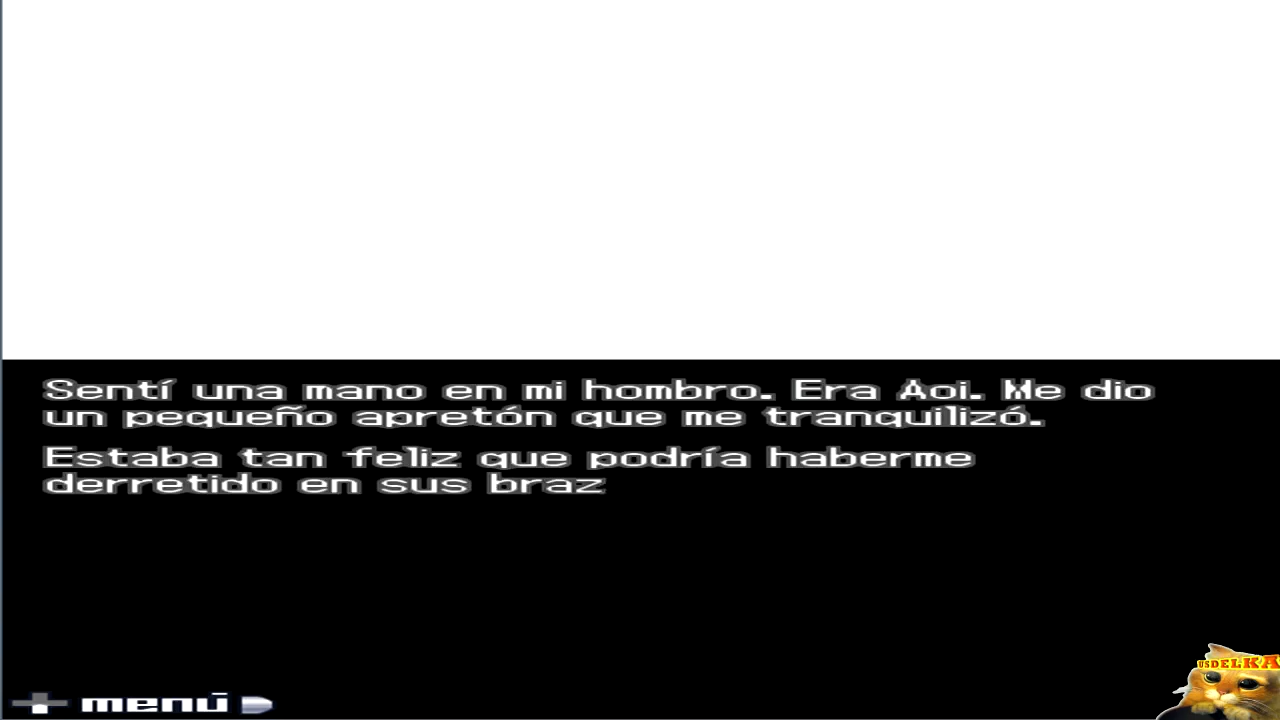 Sentí una mano en mi hombro. Era Aoi. Me dio
un pequeño apretón que me tranquilizó.
Estaba tan feliz que podría haberme
derretido en sus braz
menú
USDELKA